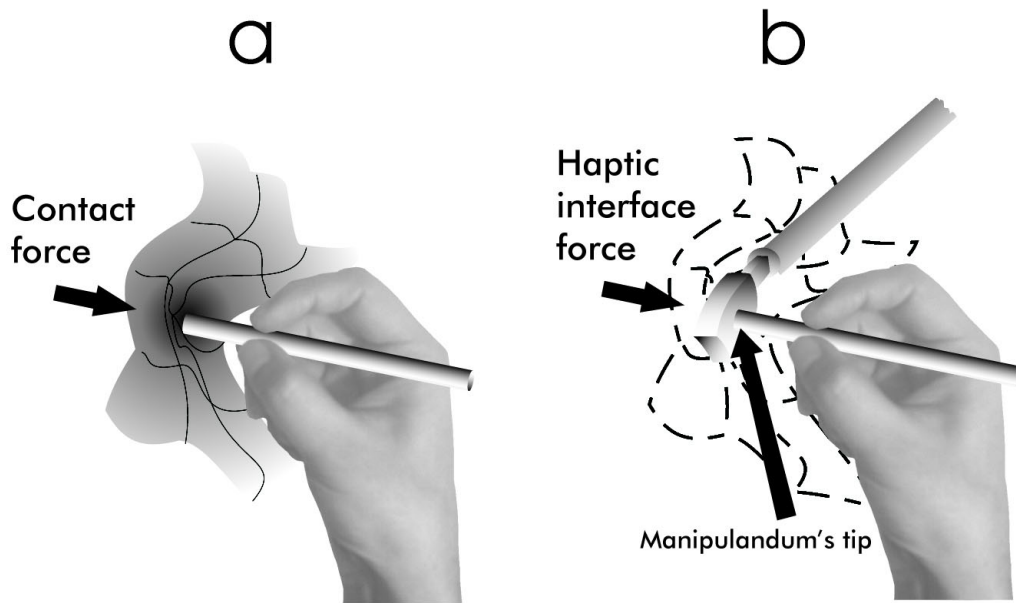 a
b
Contact
force
Haptic
interface
force
Manipulandum's tip